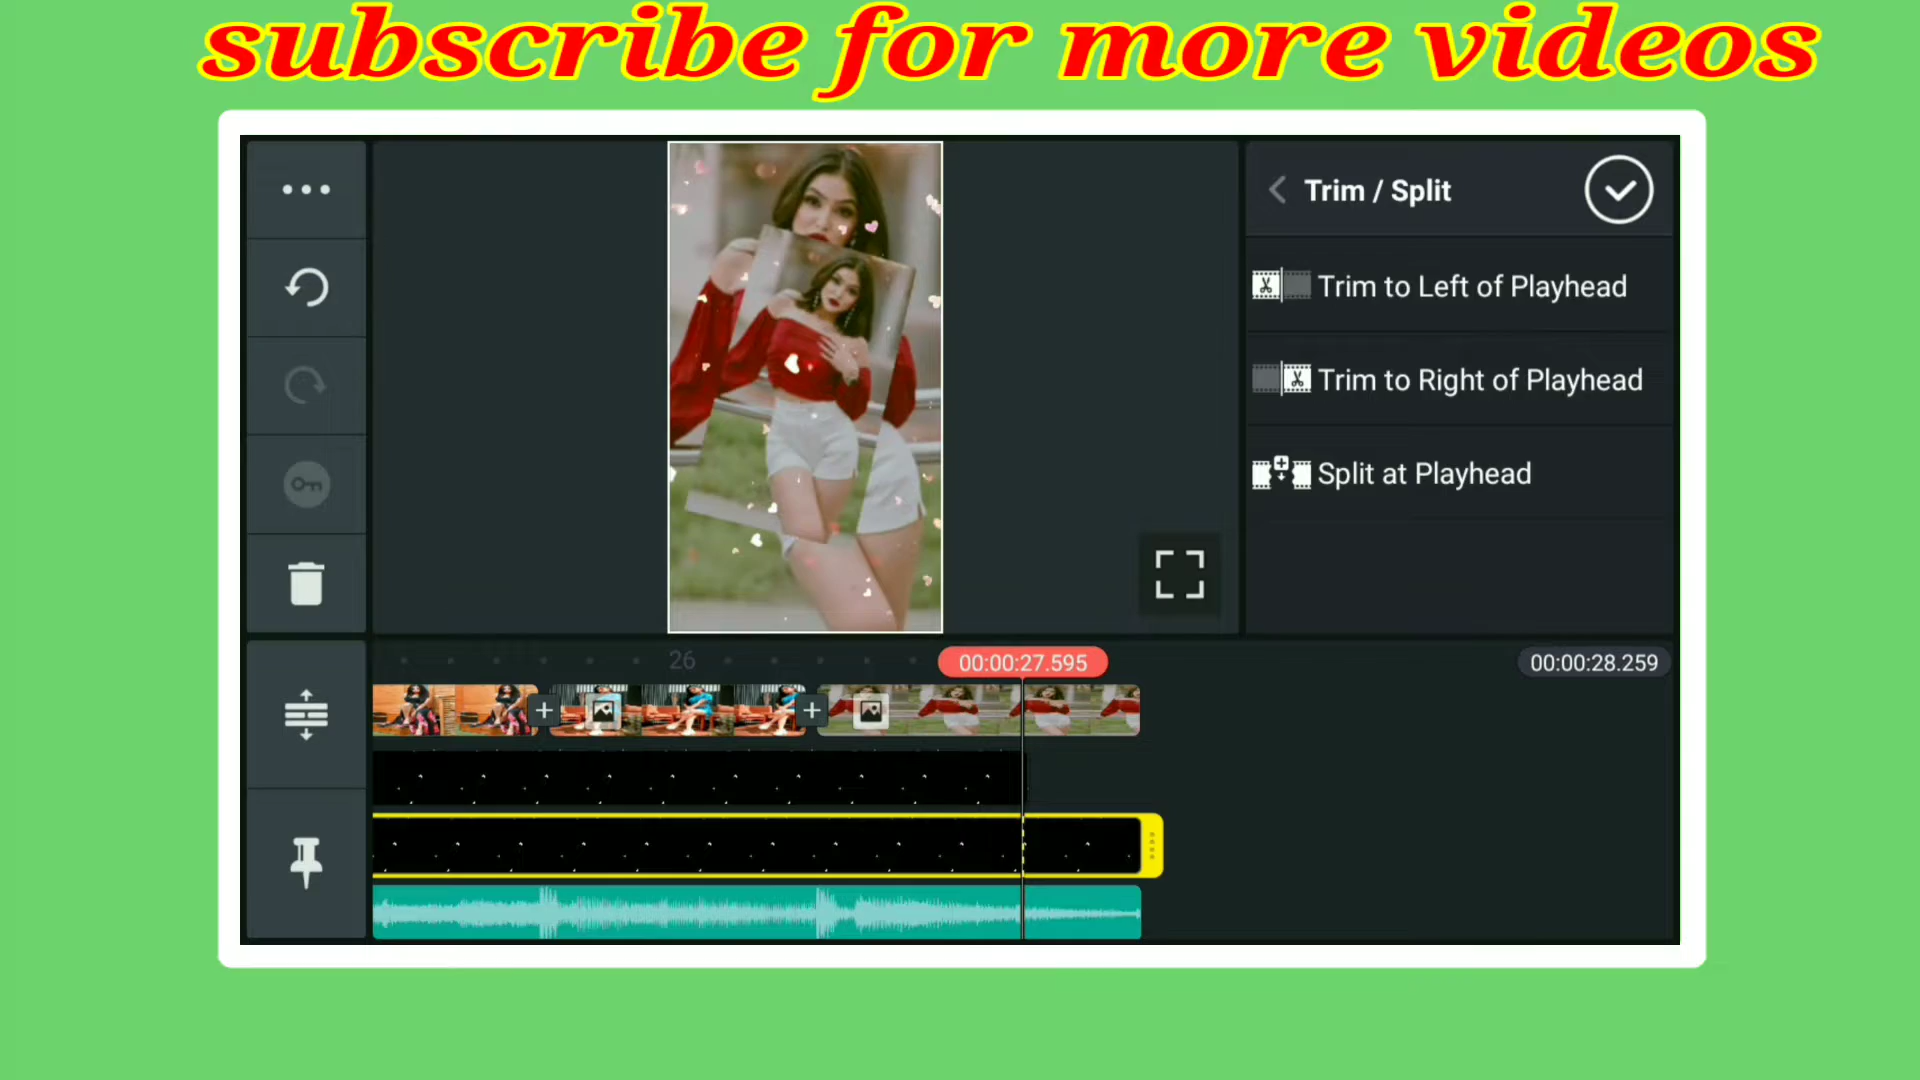 subscribe for more videos
Trim / Split
Trim to Left of Playhead
Trim to Right of Playhead
Split at Playhead
26
00:00:27.595
00:00:28.259